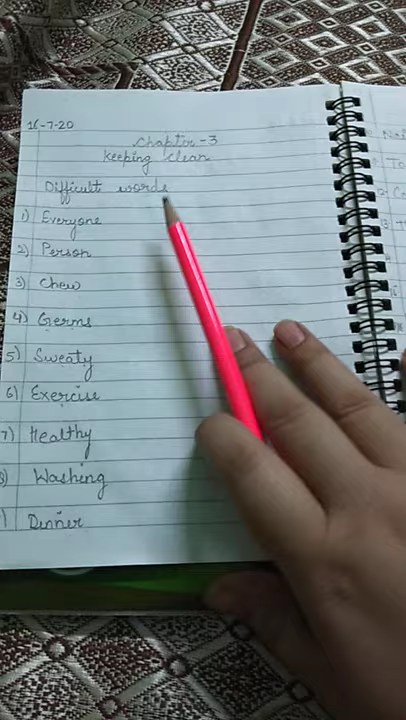 16-7-20
Chapter-3
Keeping clean
Difficult words
1) Everyone
2) Person
3) Chew
4) Germs
5) Sweaty
6) Exercise
7) Healthy
8) Washing
) Dinner